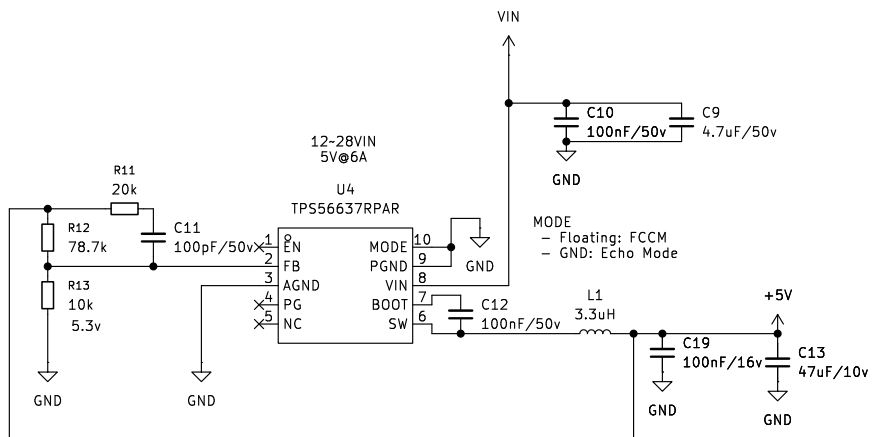 VIN
C10
100nF/50v
C9
4.7uF/50v
GND
12~28VIN
5V@6A
U4
TPS56637RPAR
R11
20k
R12
78.7k
C11
100pF/50v
R13
10k
5.3v
GND
GND
1
EN
2
FB
3
AGND
4
PG
5
NC
MODE
10
PGND
9
VIN
8
BOOT
7
SW
6
GND
MODE
– Floating: FCCM
– GND: Echo Mode
C12
100nF/50v
L1
3.3uH
+5V
C19
100nF/16v
GND
C13
47uF/10v
GND